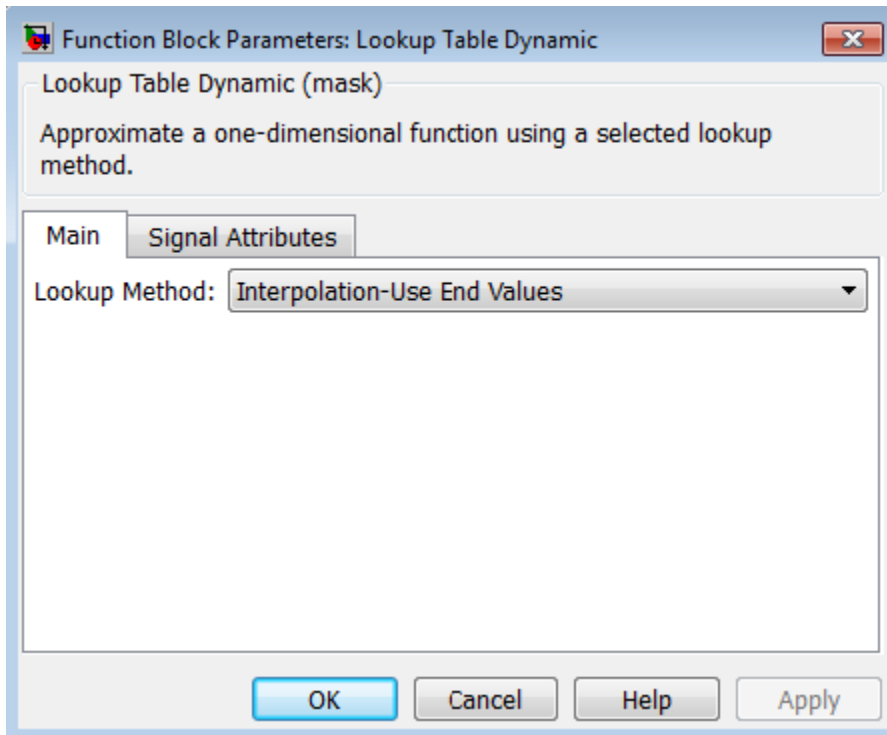 Function Block Parameters: Lookup Table Dynamic
Lookup Table Dynamic (mask)
Approximate a one-dimensional function using a selected lookup
method.
Main Signal Attributes
Lookup Method: Interpolation-Use End Values
OK Cancel Help Apply